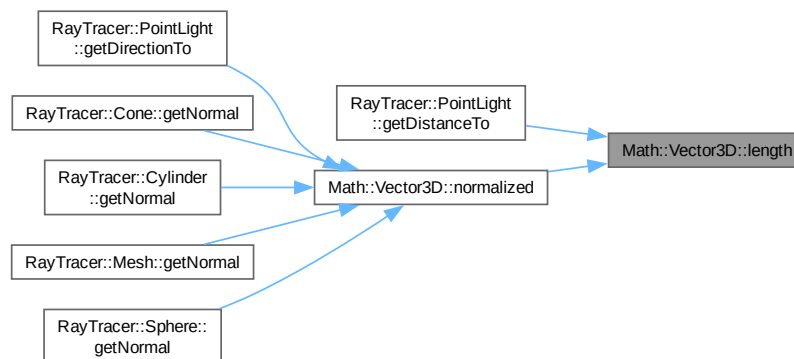 RayTracer::PointLight
::getDirectionTo
RayTracer::Cone::getNormal
RayTracer::Cylinder
::getNormal
RayTracer::Mesh::getNormal
RayTracer::Sphere::
getNormal
RayTracer::PointLight
::getDistanceTo
Math::Vector3D::normalized
Math::Vector3D::length